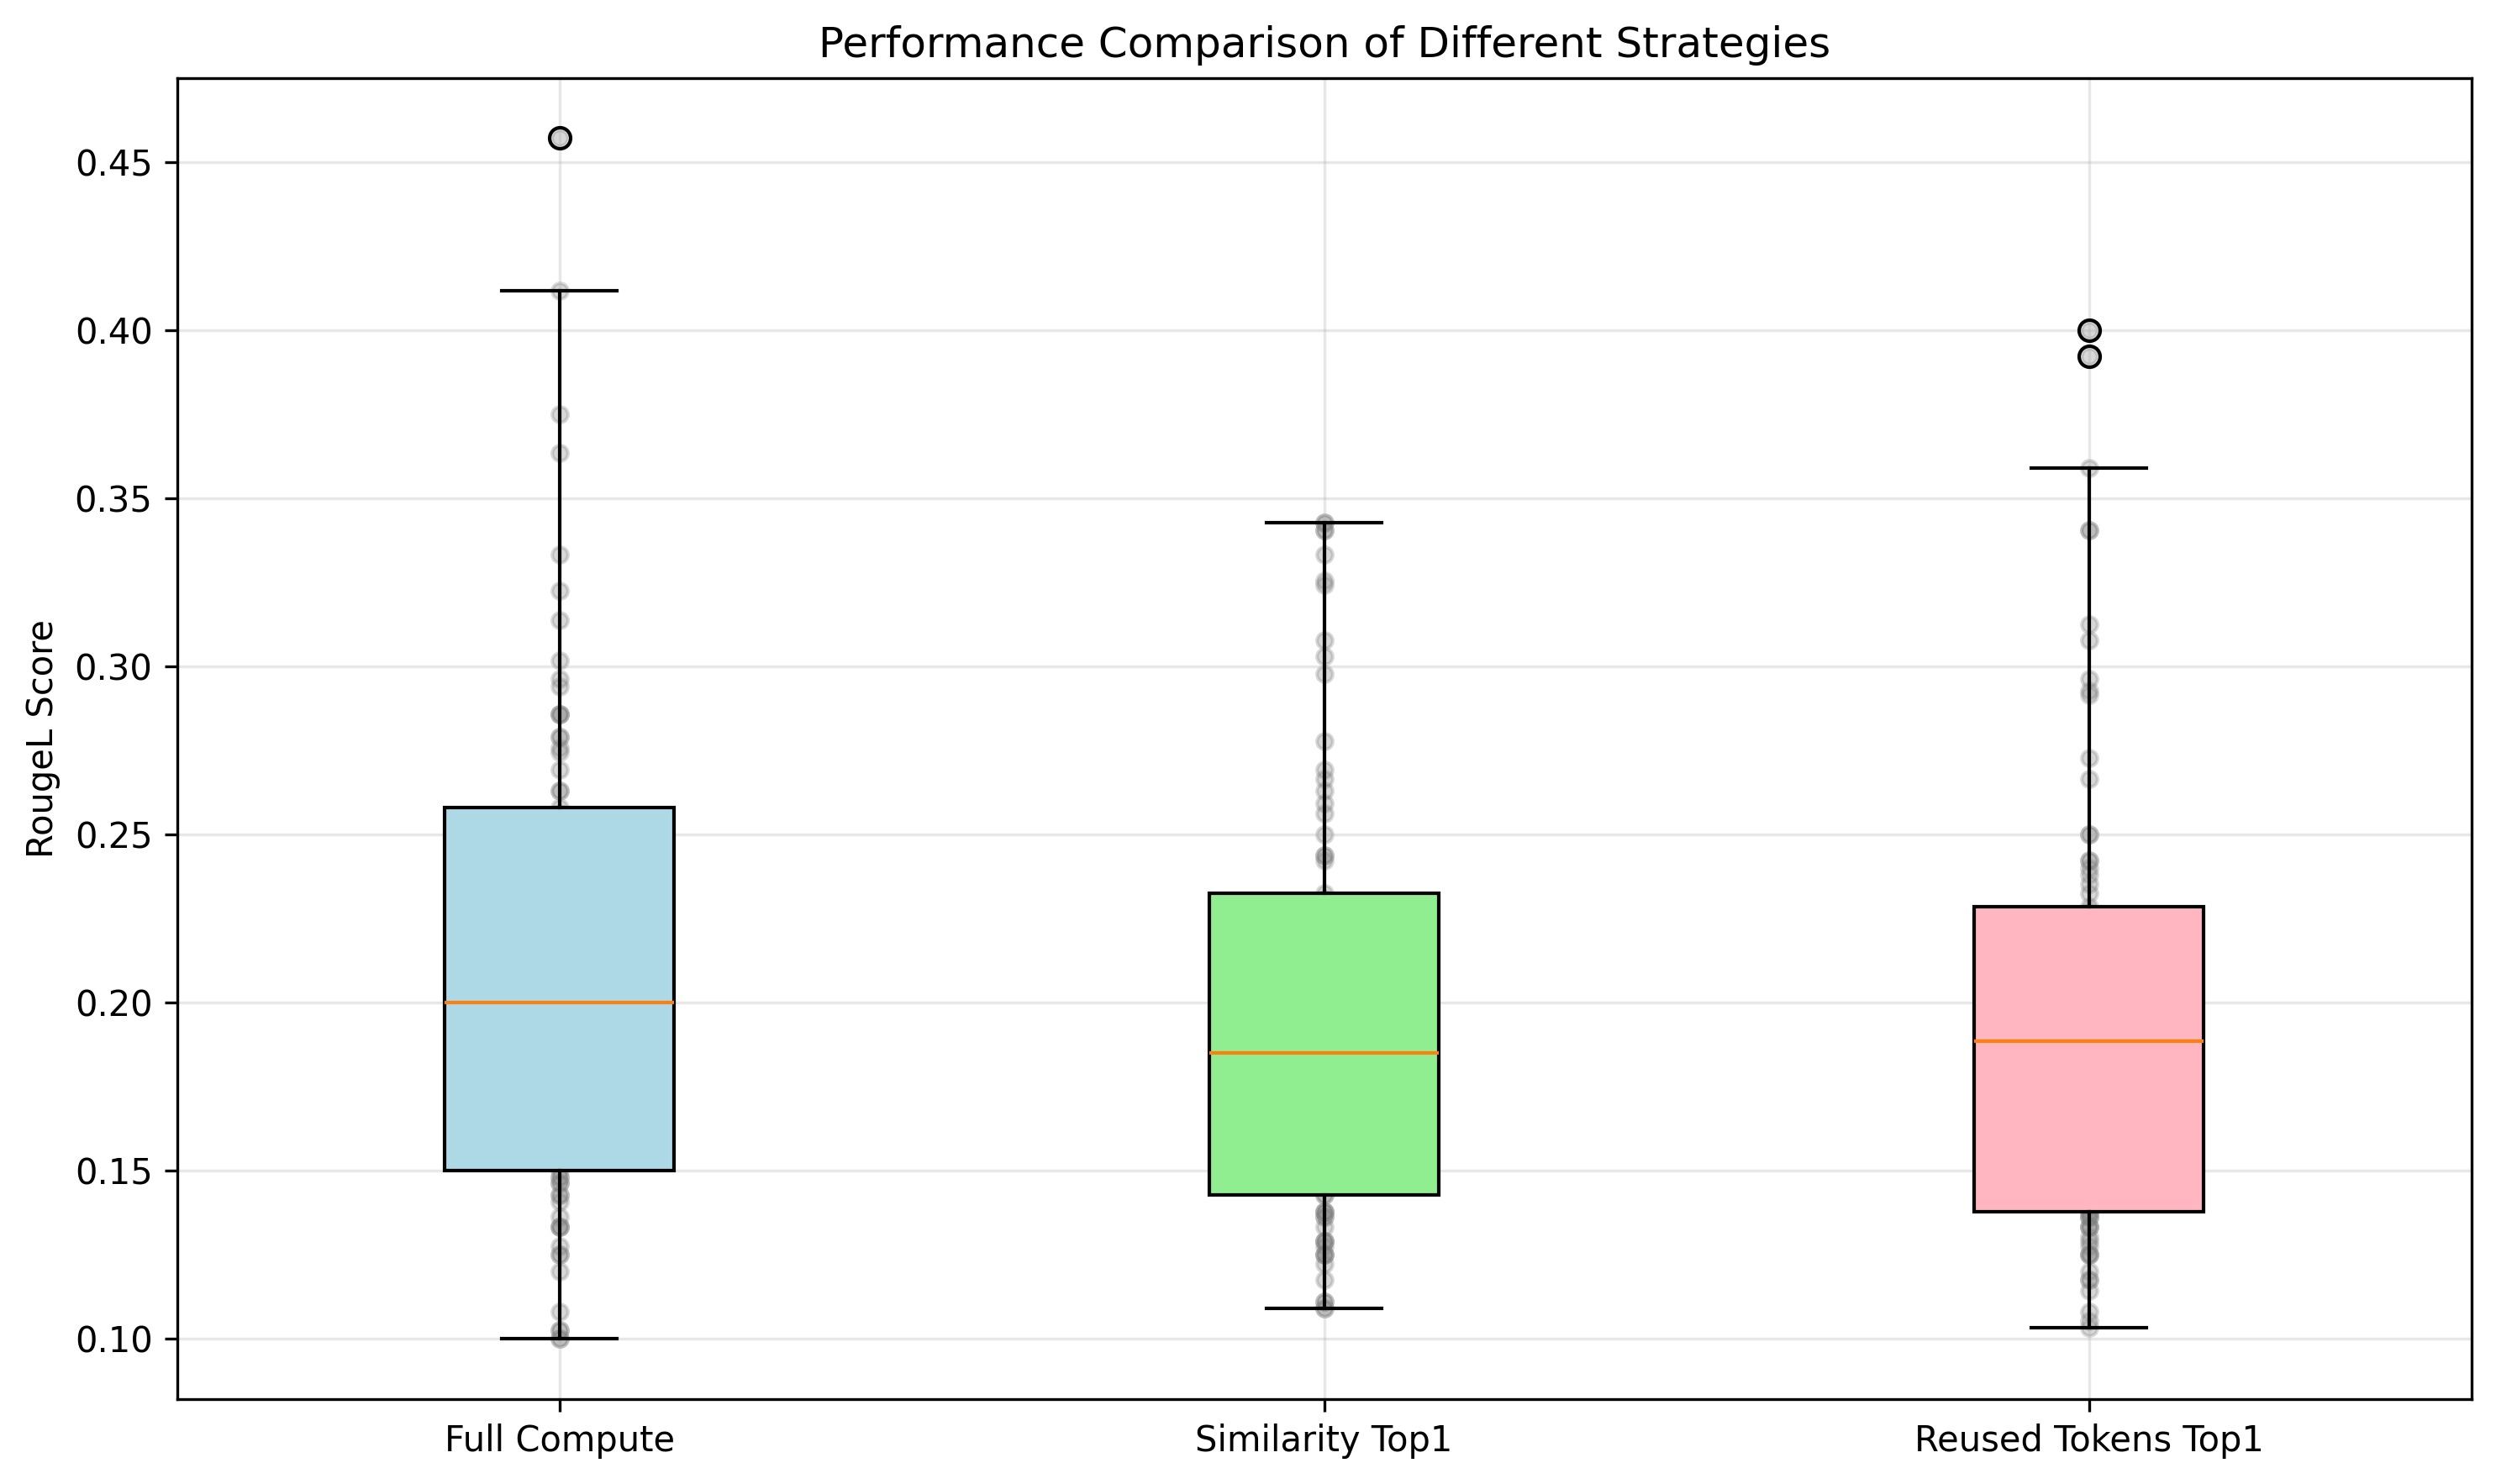 Performance Comparison of Different Strategies
RougeL Score
0.45
0.40
0.35
0.30
0.25
0.20
0.15
0.10
Full Compute
Similarity Top1
Reused Tokens Top1